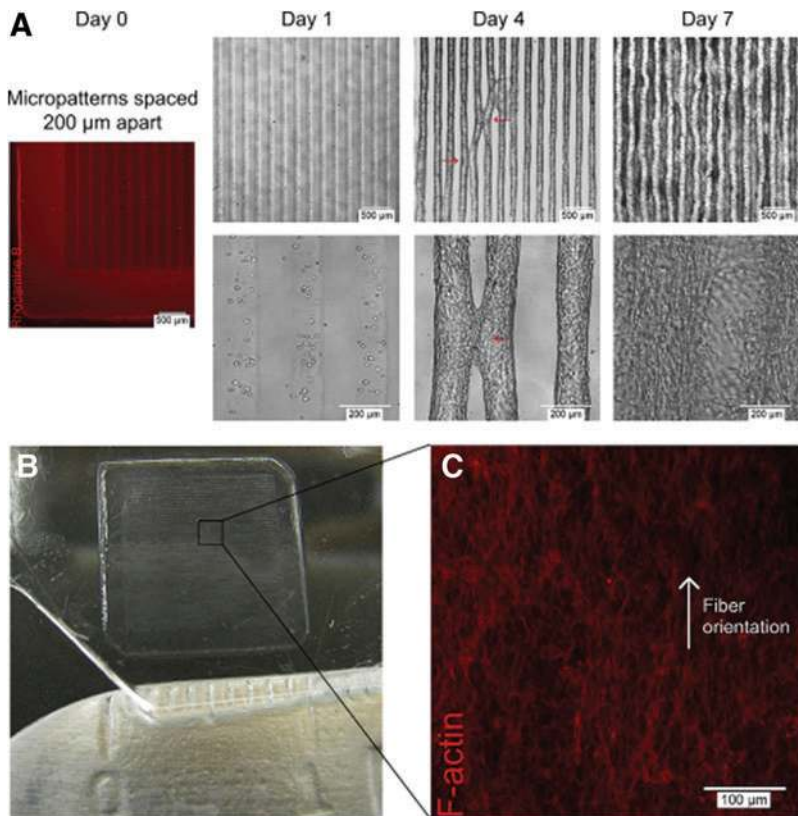 A
Day 0
Day 1
Day 4
Day 7
Micropatterns spaced
200 µm apart
Rhodamine B
500 µm
500 µm
500 µm
500 µm
200 µm
200 µm
200 µm
B
C
Fiber
orientation
F-actin
100 µm